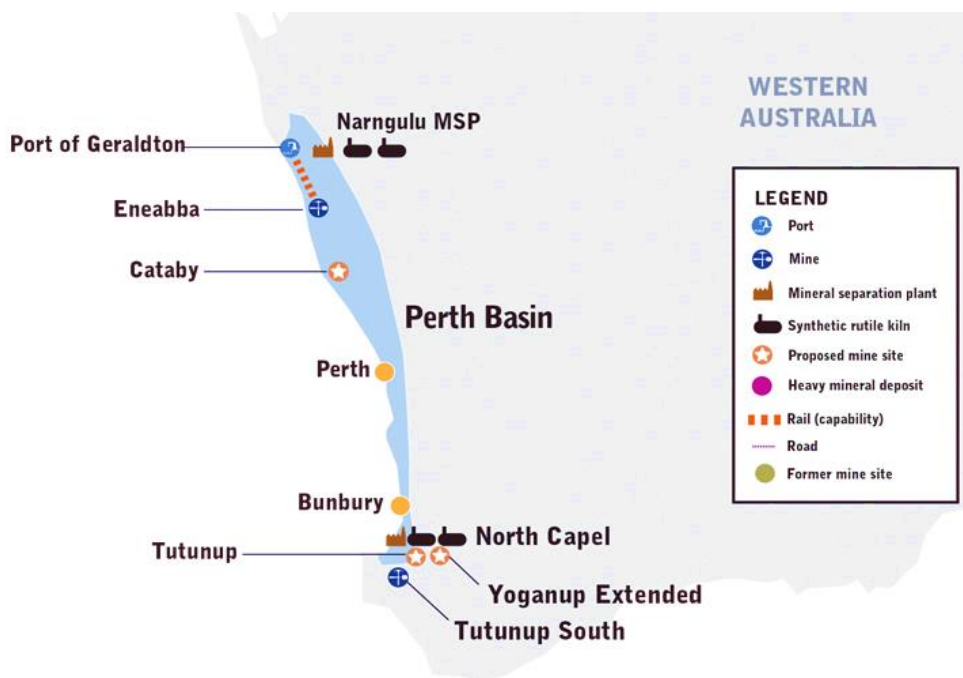 WESTERN
AUSTRALIA
Narngulu MSP
Port of Geraldton
Eneabba
Cataby
Perth Basin
Perth
Bunbury
North Capel
Tutunup
Yoganup Extended
Tutunup South
LEGEND
Port
Mine
Mineral separation plant
Synthetic rutile kiln
Proposed mine site
Heavy mineral deposit
Rail (capability)
Road
Former mine site